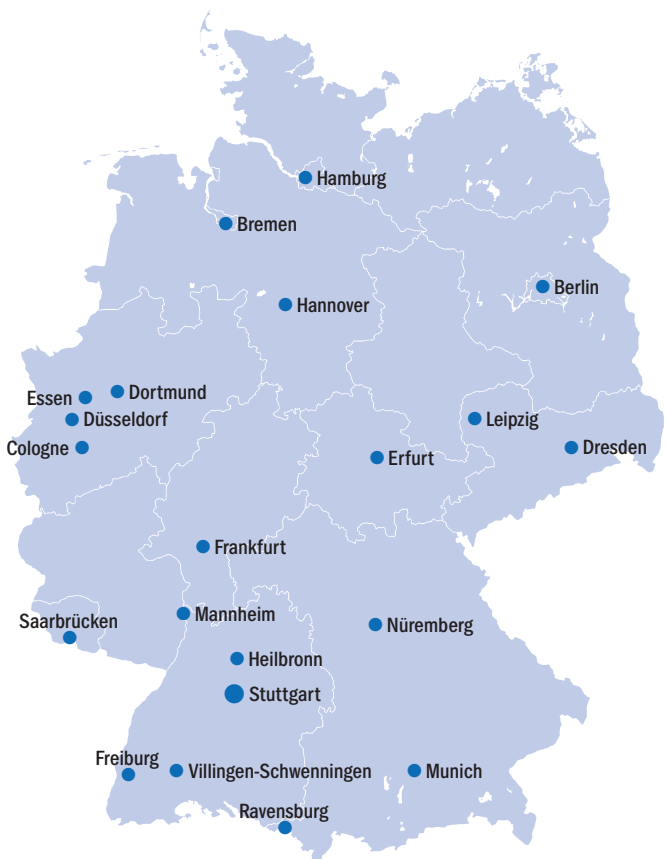 Hamburg
Bremen
Berlin
Hannover
Dortmund
Essen
Düsseldorf
Leipzig
Cologne
Dresden
Erfurt
Frankfurt
Mannheim
Saarbrücken
Nüremberg
Heilbronn
Stuttgart
Freiburg
Villingen-Schwenningen
Munich
Ravensburg